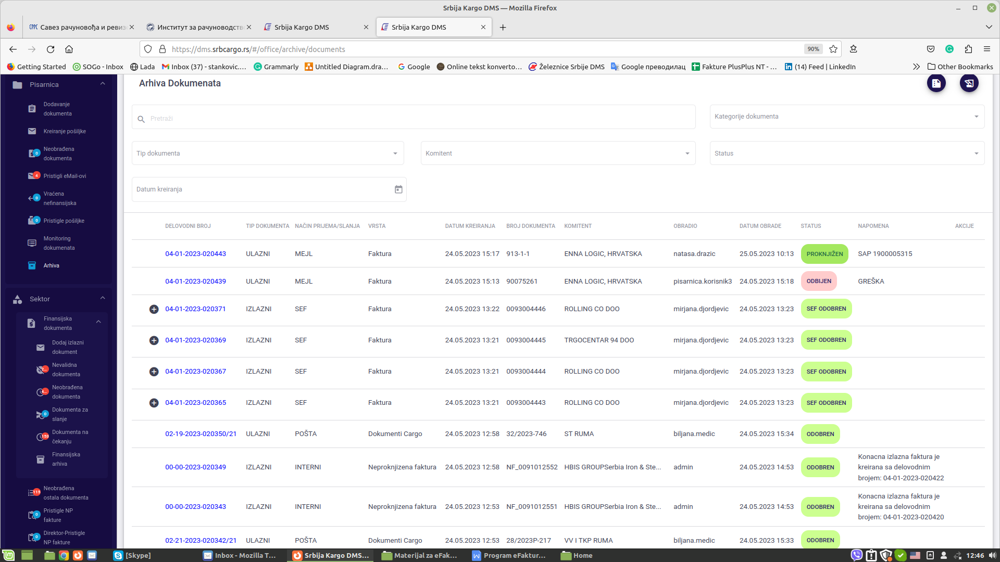 Srbija Kargo DMS — Mozilla Firefox
Савез рачуновођа и ревиз
Институт за рачуноводств
Srbija Kargo DMS
Srbija Kargo DMS
https://dms.srbcargo.rs/#/office/archive/documents
90%
Getting Started
SOGo - Inbox
Lada
Inbox (37) - stankovic....
Grammarly
Untitled Diagram.dra...
Google
Online tekst konverto...
Železnice Srbije DMS
Google преводилац
Fakture PlusPlus NT - ...
(14) Feed | LinkedIn
Other Bookmarks
Pisarnica
Dodavanje
dokumenta
Kreiranje pošiljke
Neobrađena
dokumenta
0
Pristigli eMail-ovi
4
Vraćena
nefinansijska
0
Pristigle pošiljke
0
Monitoring
dokumenata
Arhiva
Sektor
Finansijska
dokumenta
Dodaj izlazni
dokument
Nevalidna
dokumenta
2...
Neobrađena
dokumenta
4...
Dokumenta za
slanje
0
Dokumenta na
čekanju
153
Finansijska
arhiva
Neobrađena
ostala dokumenta
115
Pristigle NP
fakture
0
Direktor-Pristigle
NP fakture
0
Arhiva Dokumenata
Pretraži
Kategorije dokumenta
Tip dokumenta
Komitent
Status
Datum kreiranja
DELOVODNI BROJ TIP DOKUMENTA NAČIN PRIJEMA/SLANJA VRSTA DATUM KREIRANJA BROJ DOKUMENTA KOMITENT OBRADIO DATUM OBRADE STATUS NAPOMENA AKCIJE
04-01-2023-020443 ULAZNI MEJL Faktura 24.05.2023 15:17 913-1-1 ENNA LOGIC, HRVATSKA natasa.drazic 25.05.2023 10:13 PROKNJIŽEN SAP 1900005315
04-01-2023-020439 ULAZNI MEJL Faktura 24.05.2023 15:13 90075261 ENNA LOGIC, HRVATSKA pisarnica.korisnik3 24.05.2023 15:18 ODBIJEN GREŠKA
04-01-2023-020371 IZLAZNI SEF Faktura 24.05.2023 13:22 0093004446 ROLLING CO DOO mirjana.djordjevic 24.05.2023 13:23 SEF ODOBREN
04-01-2023-020369 IZLAZNI SEF Faktura 24.05.2023 13:21 0093004445 TRGOCENTAR 94 DOO mirjana.djordjevic 24.05.2023 13:23 SEF ODOBREN
04-01-2023-020367 IZLAZNI SEF Faktura 24.05.2023 13:21 0093004444 ROLLING CO DOO mirjana.djordjevic 24.05.2023 13:23 SEF ODOBREN
04-01-2023-020365 IZLAZNI SEF Faktura 24.05.2023 13:21 0093004443 ROLLING CO DOO mirjana.djordjevic 24.05.2023 13:23 SEF ODOBREN
02-19-2023-020350/21 ULAZNI POŠTA Dokumenti Cargo 24.05.2023 12:58 32/2023-746 ST RUMA biljana.medic 24.05.2023 15:34 ODOBREN
00-00-2023-020349 IZLAZNI INTERNI Neproknjizena faktura 24.05.2023 12:58 NF_0091012552 HBIS GROUPSerbia Iron & Ste... admin 24.05.2023 14:53 ODOBREN
Konacna izlazna faktura je
kreirana sa delovodnim
brojem: 04-01-2023-020422
00-00-2023-020343 IZLAZNI INTERNI Neproknjizena faktura 24.05.2023 12:53 NF_0091012551 HBIS GROUPSerbia Iron & Ste... admin 24.05.2023 14:53 ODOBREN
Konacna izlazna faktura je
kreirana sa delovodnim
brojem: 04-01-2023-020420
02-21-2023-020342/21 ULAZNI POŠTA Dokumenti Cargo 24.05.2023 12:53 28/2023P-217 VV I TKP RUMA biljana.medic 24.05.2023 15:33 ODOBREN
[Skype]
Inbox - Mozilla T...
Srbija Kargo DMS...
Materijal za eFak...
Program eFaktur...
Home
12:46